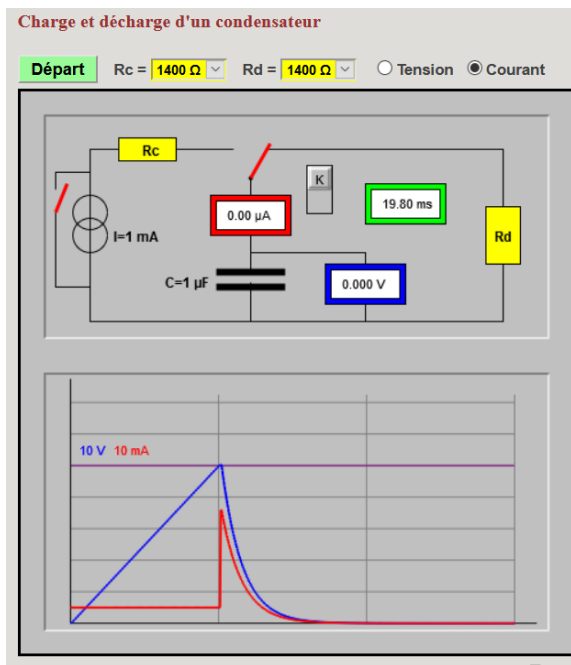 Charge et décharge d'un condensateur
Départ Rc = 1400 Ω Rd = 1400 Ω Tension Courant
Rc
K
0.00 µA
19.80 ms
I=1 mA
Rd
C=1 µF
0.000 V
10 V 10 mA